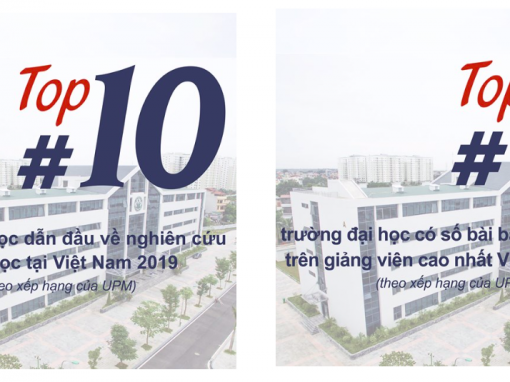 Top
#10
ọc dẫn đầu về nghiên cứu
ọc tại Việt Nam 2019
eo xếp hạng của UPM)
Top
#
trường đại học có số bài b
trên giảng viên cao nhất V
(theo xếp hạng của UP